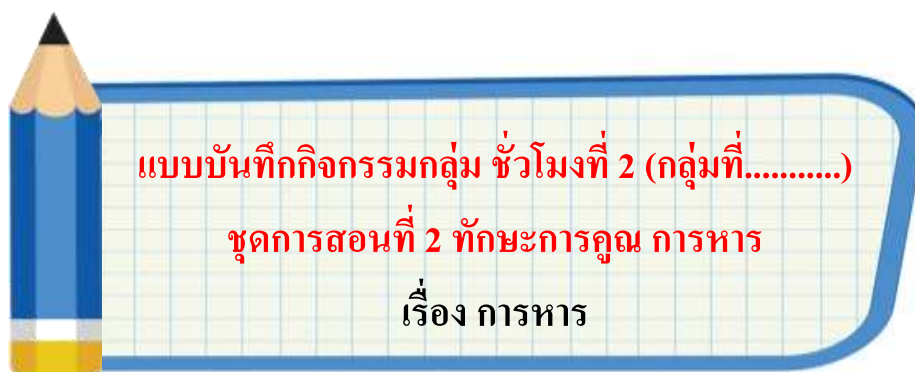 แบบบันทึกกิจกรรมกลุ่ม ชั่วโมงที่ 2 (กลุ่มที่...........)
ชุดการสอนที่ 2 ทักษะการคูณ การหาร
เรื่อง การหาร